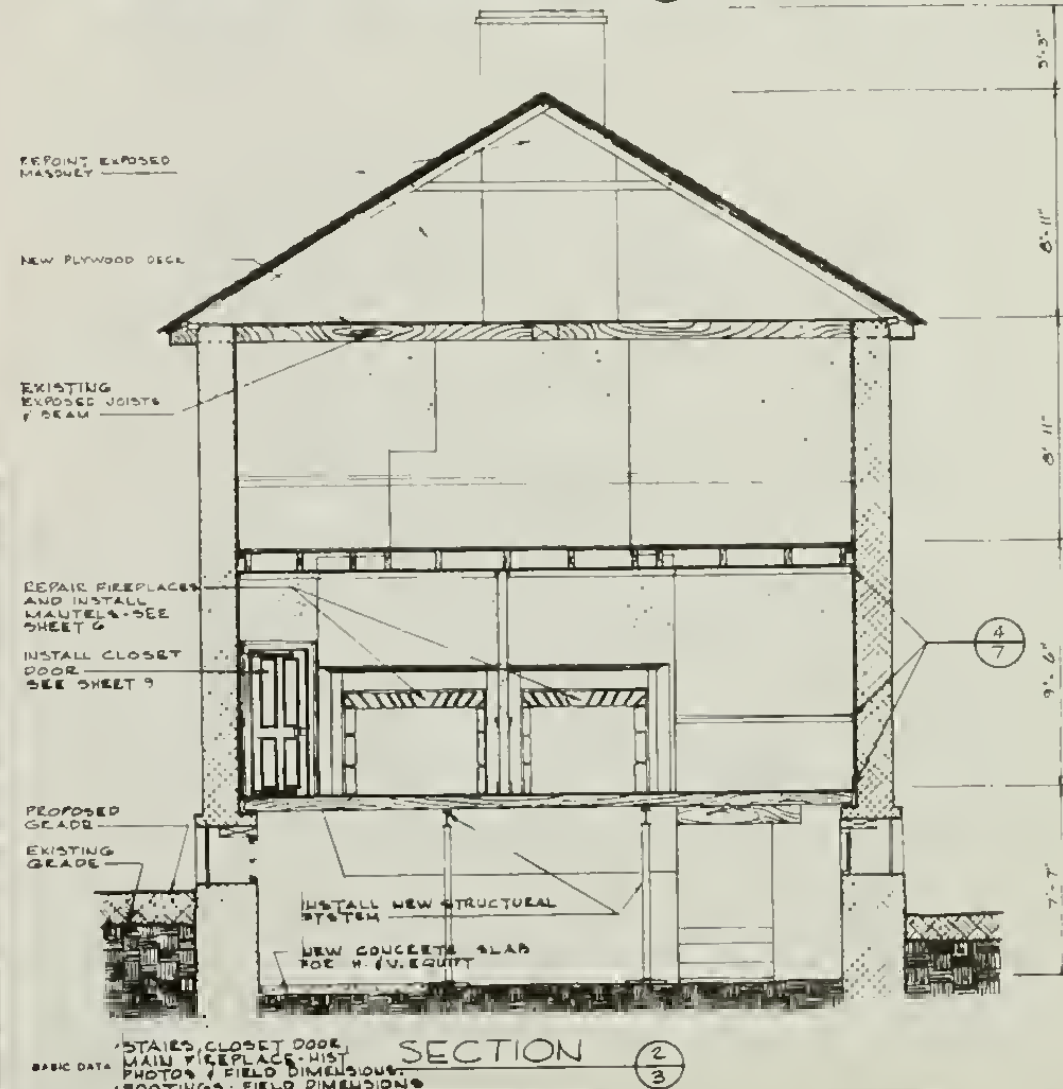 3'-3"
REPOINT EXPOSED
MASONRY
8'-11"
NEW PLYWOOD DECK
EXISTING
EXPOSED JOISTS
& BEAM
8'-11"
REPAIR FIREPLACES
AND INSTALL
MANTELS-SEE
SHEET 6
INSTALL CLOSET
DOOR
SEE SHEET 9
4
7
9'-6"
PROPOSED
GRADE
EXISTING
GRADE
INSTALL NEW STRUCTURAL
SYSTEM
7'-7"
NEW CONCRETE SLAB
FOR H. & V. EQUIPT
SECTION
2
3
BASIC DATA
STAIRS, CLOSET DOOR,
MAIN FIREPLACE-HIST
PHOTOS & FIELD DIMENSIONS.
FOOTINGS: FIELD DIMENSIONS